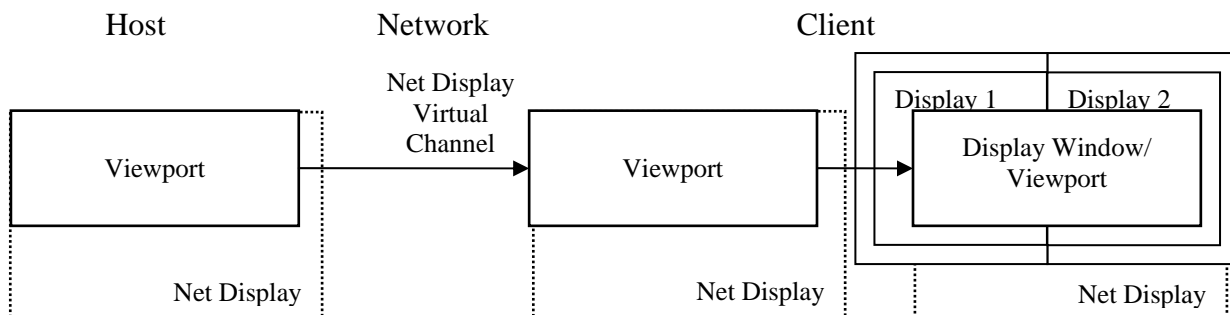 Host
Network
Client
Net Display
Virtual
Channel
Display 1
Display 2
Viewport
Viewport
Display Window/
Viewport
Net Display
Net Display
Net Display